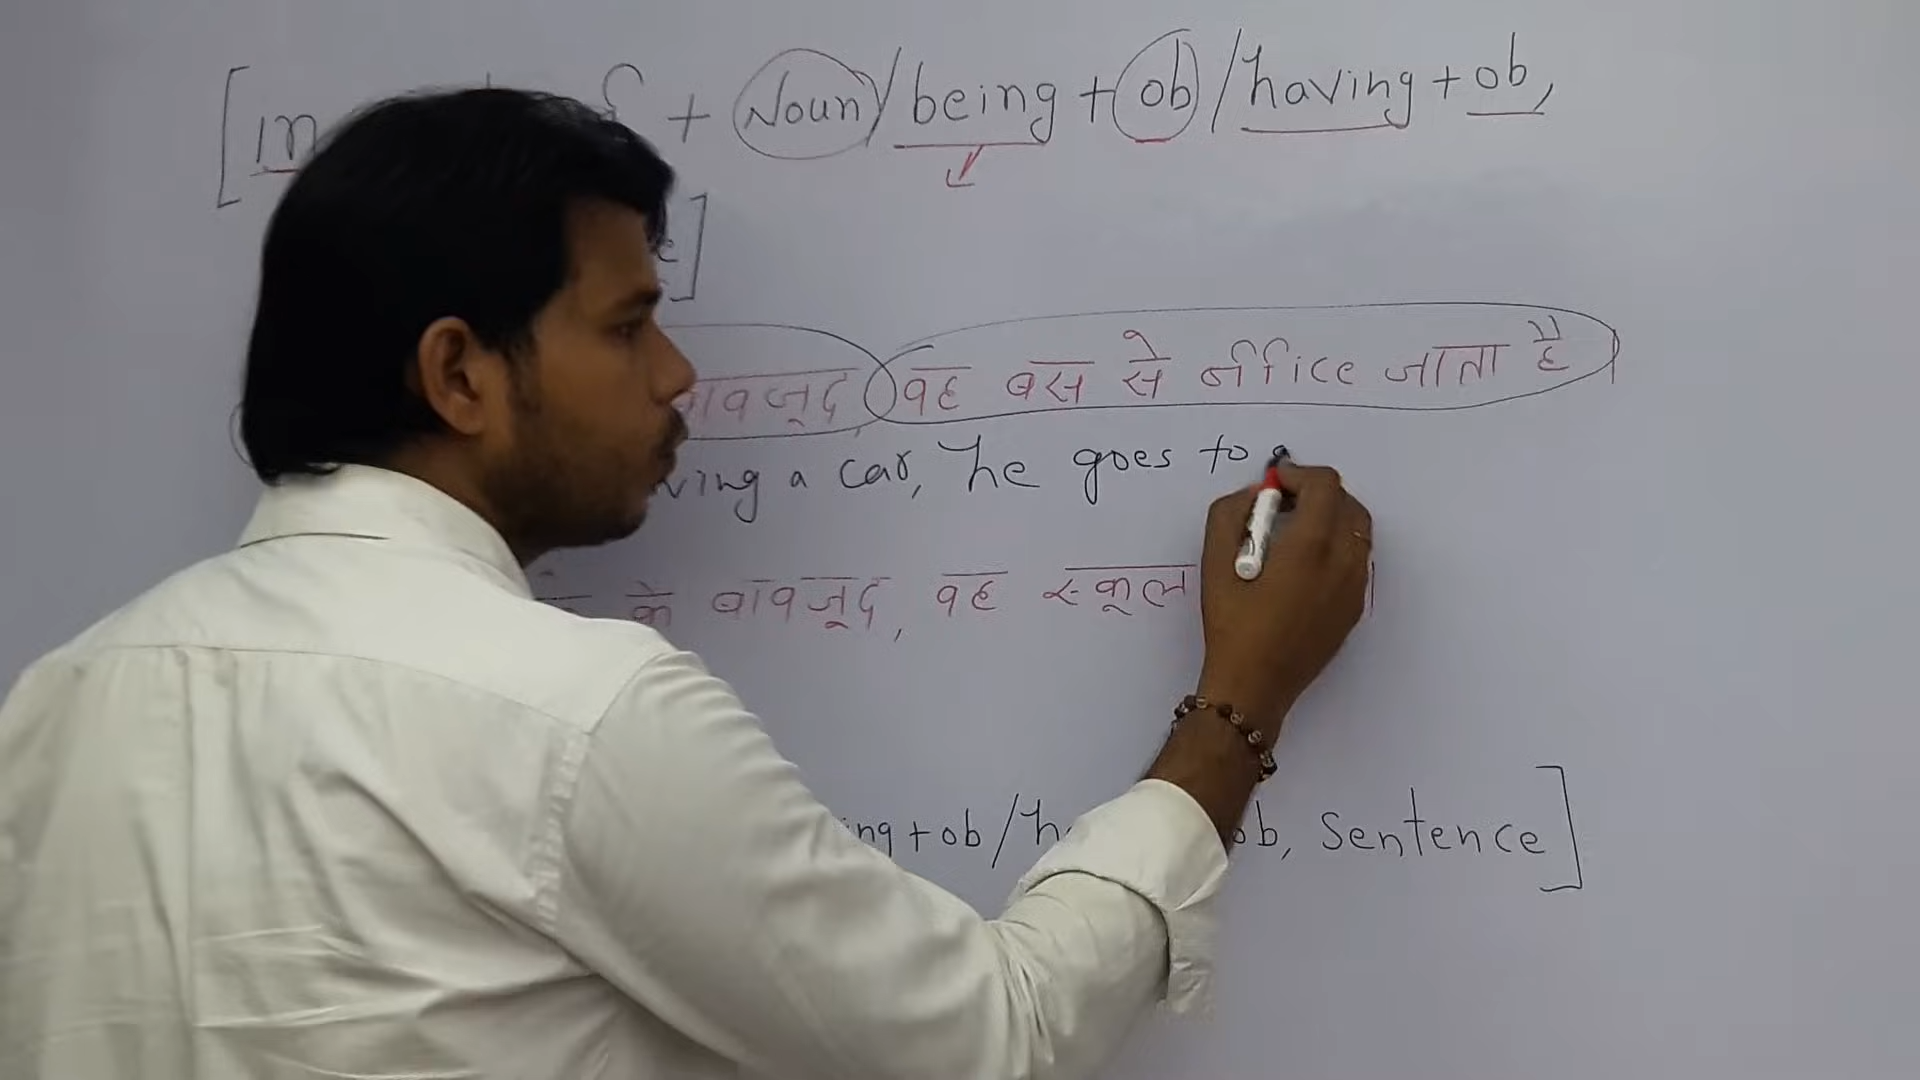 [in + Noun/being + ob/having + ob,
]
बावजूद, वह बस से office जाता है।
ving a car, he goes to
के बावजूद, वह स्कूल
ng + ob/h ob, Sentence]